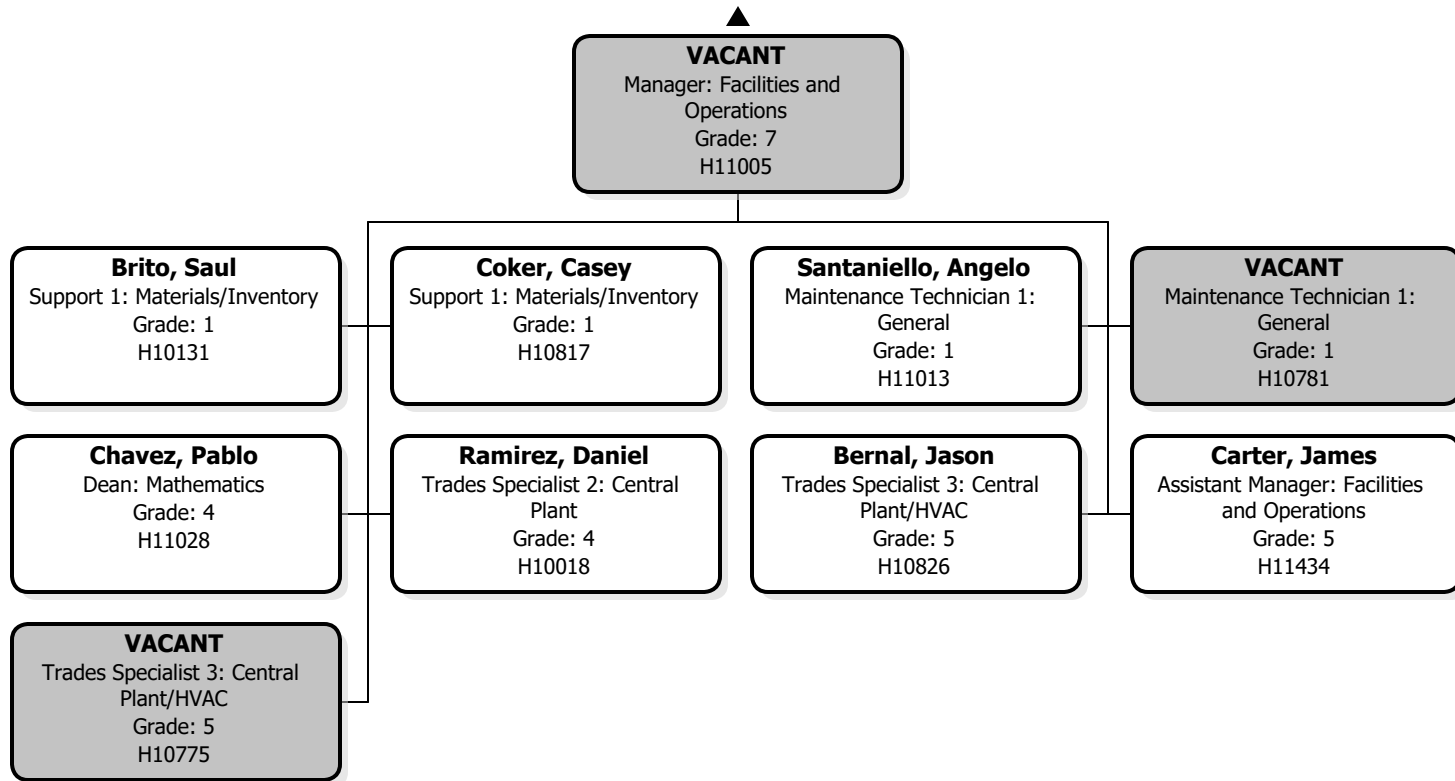 VACANT
Manager: Facilities and
Operations
Grade: 7
H11005
Brito, Saul
Support 1: Materials/Inventory
Grade: 1
H10131
Coker, Casey
Support 1: Materials/Inventory
Grade: 1
H10817
Santaniello, Angelo
Maintenance Technician 1:
General
Grade: 1
H11013
VACANT
Maintenance Technician 1:
General
Grade: 1
H10781
Chavez, Pablo
Dean: Mathematics
Grade: 4
H11028
Ramirez, Daniel
Trades Specialist 2: Central
Plant
Grade: 4
H10018
Bernal, Jason
Trades Specialist 3: Central
Plant/HVAC
Grade: 5
H10826
Carter, James
Assistant Manager: Facilities
and Operations
Grade: 5
H11434
VACANT
Trades Specialist 3: Central
Plant/HVAC
Grade: 5
H10775